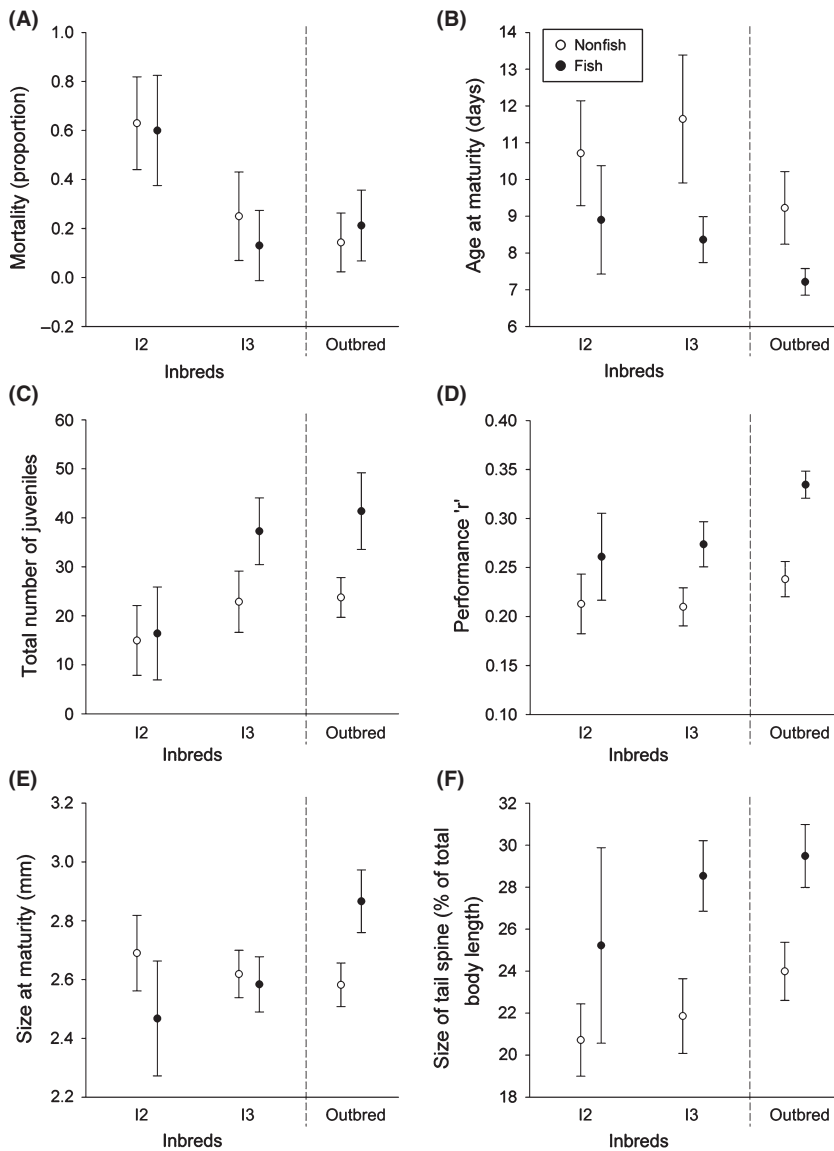 (A)
Mortality (proportion)
1.0
0.8
0.6
0.4
0.2
0.0
–0.2
I2
I3
Outbred
Inbreds
(B)
Nonfish
Fish
Age at maturity (days)
14
13
12
11
10
9
8
7
6
I2
I3
Outbred
Inbreds
(C)
Total number of juveniles
60
50
40
30
20
10
0
I2
I3
Outbred
Inbreds
(D)
Performance 'r'
0.40
0.35
0.30
0.25
0.20
0.15
0.10
I2
I3
Outbred
Inbreds
(E)
Size at maturity (mm)
3.2
3.0
2.8
2.6
2.4
2.2
I2
I3
Outbred
Inbreds
(F)
Size of tail spine (% of total
body length)
32
30
28
26
24
22
20
18
I2
I3
Outbred
Inbreds